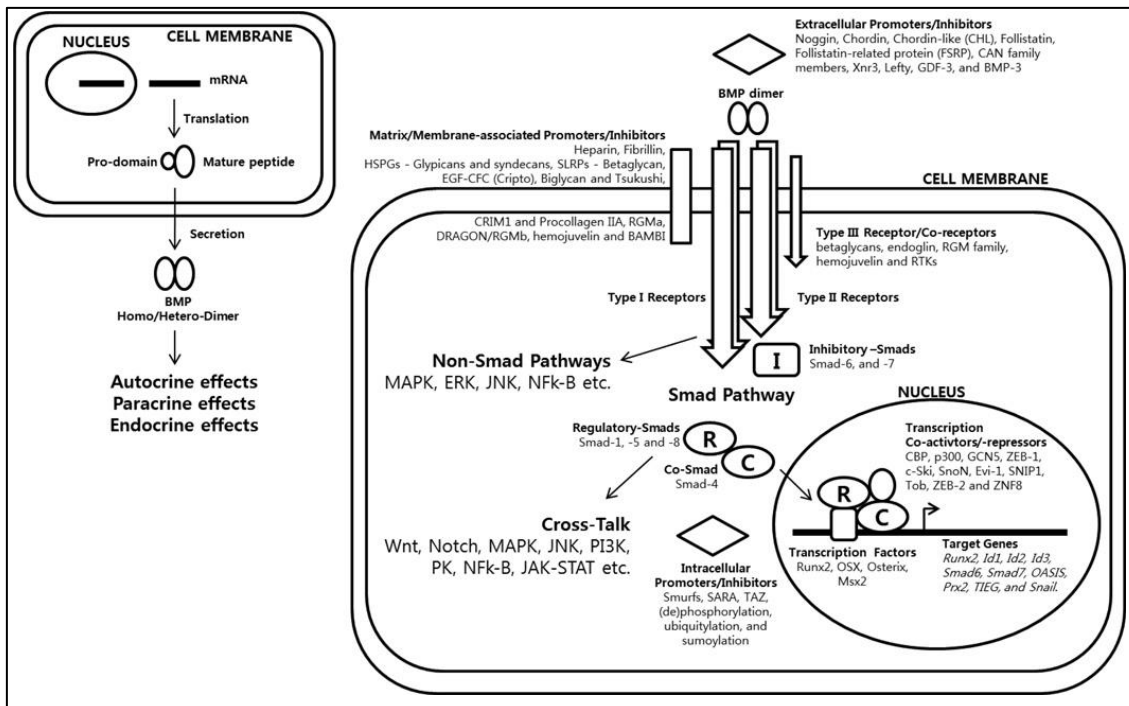 NUCLEUS
CELL MEMBRANE
mRNA
Translation
Pro-domain
Mature peptide
Secretion
BMP
Homo/Hetero-Dimer
Autocrine effects
Paracrine effects
Endocrine effects
Extracellular Promoters/Inhibitors
Noggin, Chordin, Chordin-like (CHL), Follistatin,
Follistatin-related protein (FSRP), CAN family
members, Xnr3, Lefty, GDF-3, and BMP-3
BMP dimer
Matrix/Membrane-associated Promoters/Inhibitors
Heparin, Fibrillin,
HSPGs - Glypicans and syndecans, SLRPs - Betaglycan,
EGF-CFC (Cripto), Biglycan and Tsukushi,
CELL MEMBRANE
CRIM1 and Procollagen IIA, RGMa,
DRAGON/RGMb, hemojuvelin and BAMBI
Type III Receptor/Co-receptors
betaglycans, endoglin, RGM family,
hemojuvelin and RTKs
Type I Receptors
Type II Receptors
Non-Smad Pathways
MAPK, ERK, JNK, NFk-B etc.
I
Inhibitory –Smads
Smad-6, and -7
Smad Pathway
Regulatory-Smads
Smad-1, -5 and -8
R
C
Co-Smad
Smad-4
Cross-Talk
Wnt, Notch, MAPK, JNK, PI3K,
PK, NFk-B, JAK-STAT etc.
Intracellular
Promoters/Inhibitors
Smurfs, SARA, TAZ,
(de)phosphorylation,
ubiquitylation, and
sumoylation
NUCLEUS
Transcription
Co-activtors/-repressors
CBP, p300, GCN5, ZEB-1,
c-Ski, SnoN, Evi-1, SNIP1,
Tob, ZEB-2 and ZNF8
R
C
Transcription Factors
Runx2, OSX, Osterix,
Msx2
Target Genes
Runx2, Id1, Id2, Id3,
Smad6, Smad7, OASIS,
Prx2, TIEG, and Snail.